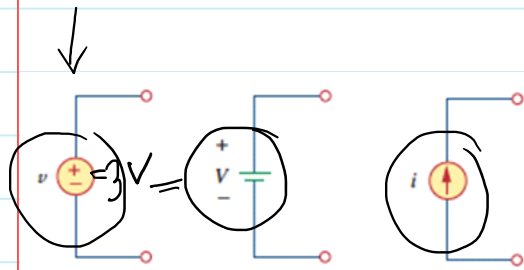 +
v + − 3V = V i
−